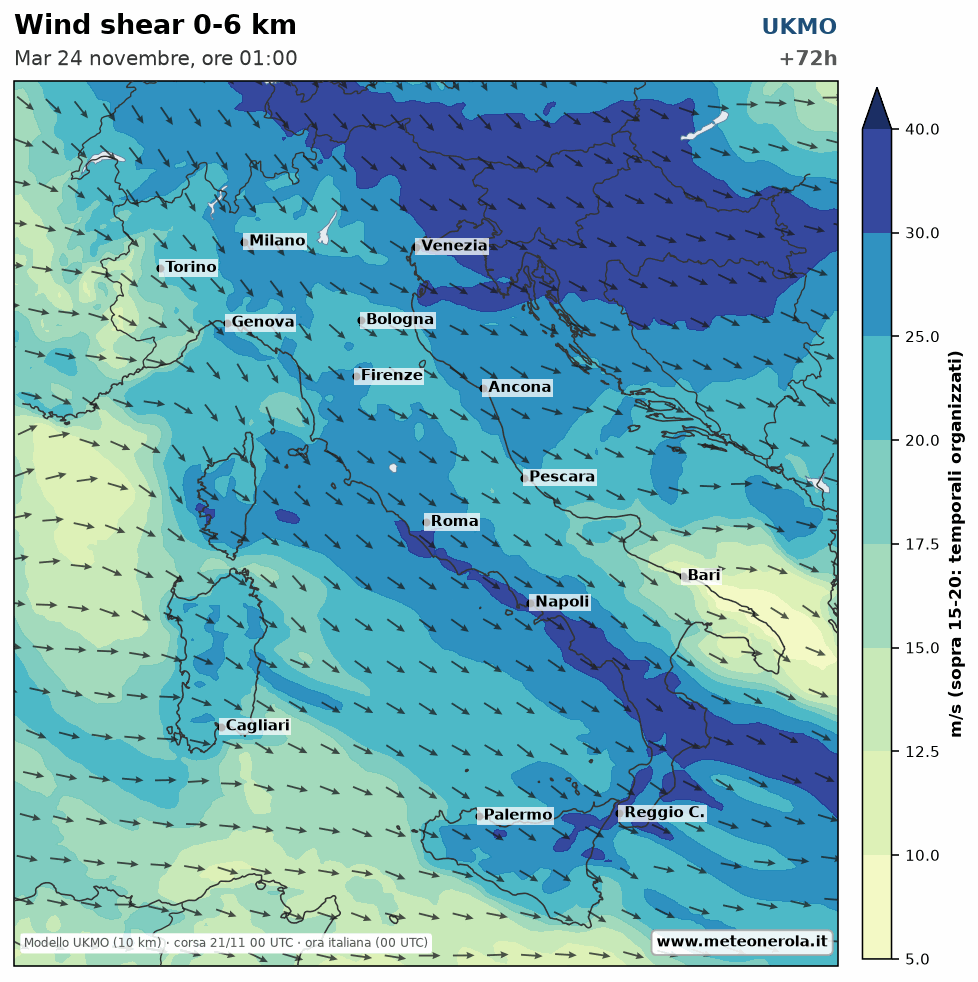 Wind shear 0-6 km
UKMO
Mar 24 novembre, ore 01:00
+72h
40.0
30.0
25.0
20.0
17.5
15.0
12.5
10.0
5.0
m/s (sopra 15-20: temporali organizzati)
Milano
Venezia
Torino
Genova
Bologna
Firenze
Ancona
Pescara
Roma
Bari
Napoli
Cagliari
Palermo
Reggio C.
Modello UKMO (10 km) · corsa 21/11 00 UTC · ora italiana (00 UTC)
www.meteonerola.it